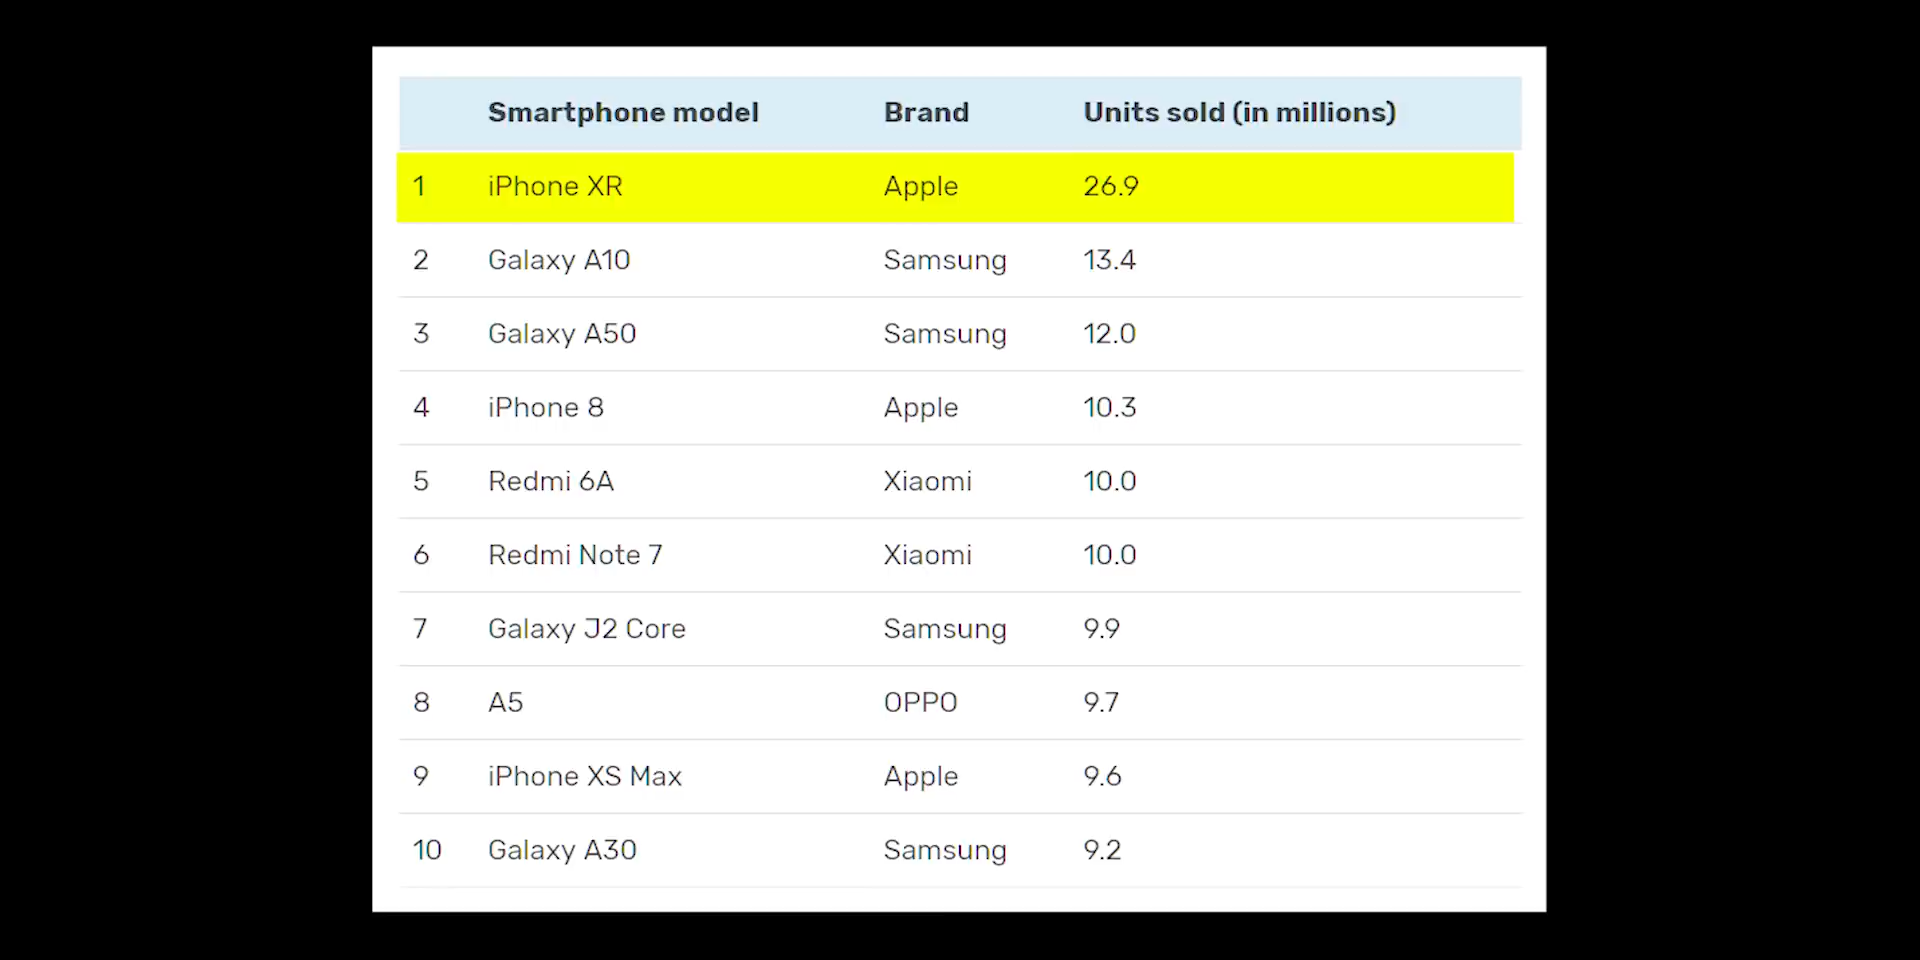 Smartphone model Brand Units sold (in millions)
1 iPhone XR Apple 26.9
2 Galaxy A10 Samsung 13.4
3 Galaxy A50 Samsung 12.0
4 iPhone 8 Apple 10.3
5 Redmi 6A Xiaomi 10.0
6 Redmi Note 7 Xiaomi 10.0
7 Galaxy J2 Core Samsung 9.9
8 A5 OPPO 9.7
9 iPhone XS Max Apple 9.6
10 Galaxy A30 Samsung 9.2